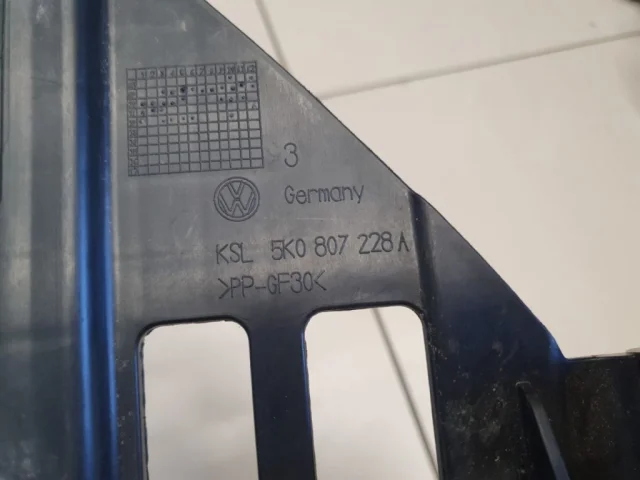 3
Germany
KSL 5K0 807 228 A
>PP-GF30<